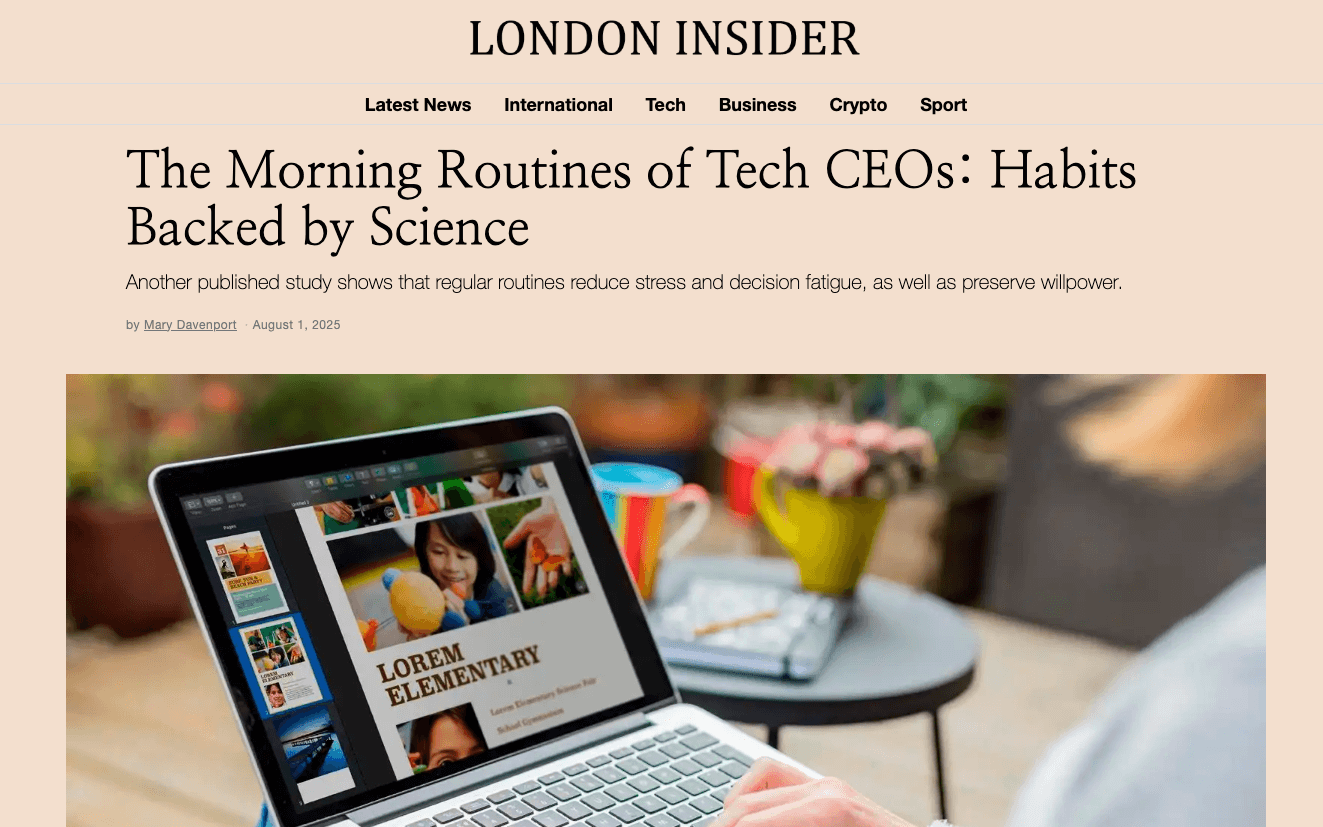 LONDON INSIDER
Latest News International Tech Business Crypto Sport
The Morning Routines of Tech CEOs: Habits
Backed by Science
Another published study shows that regular routines reduce stress and decision fatigue, as well as preserve willpower.
by Mary Davenport · August 1, 2025
Pages
LOREM
ELEMENTARY
Lorem Elementary Science Fair
School Gymnasium